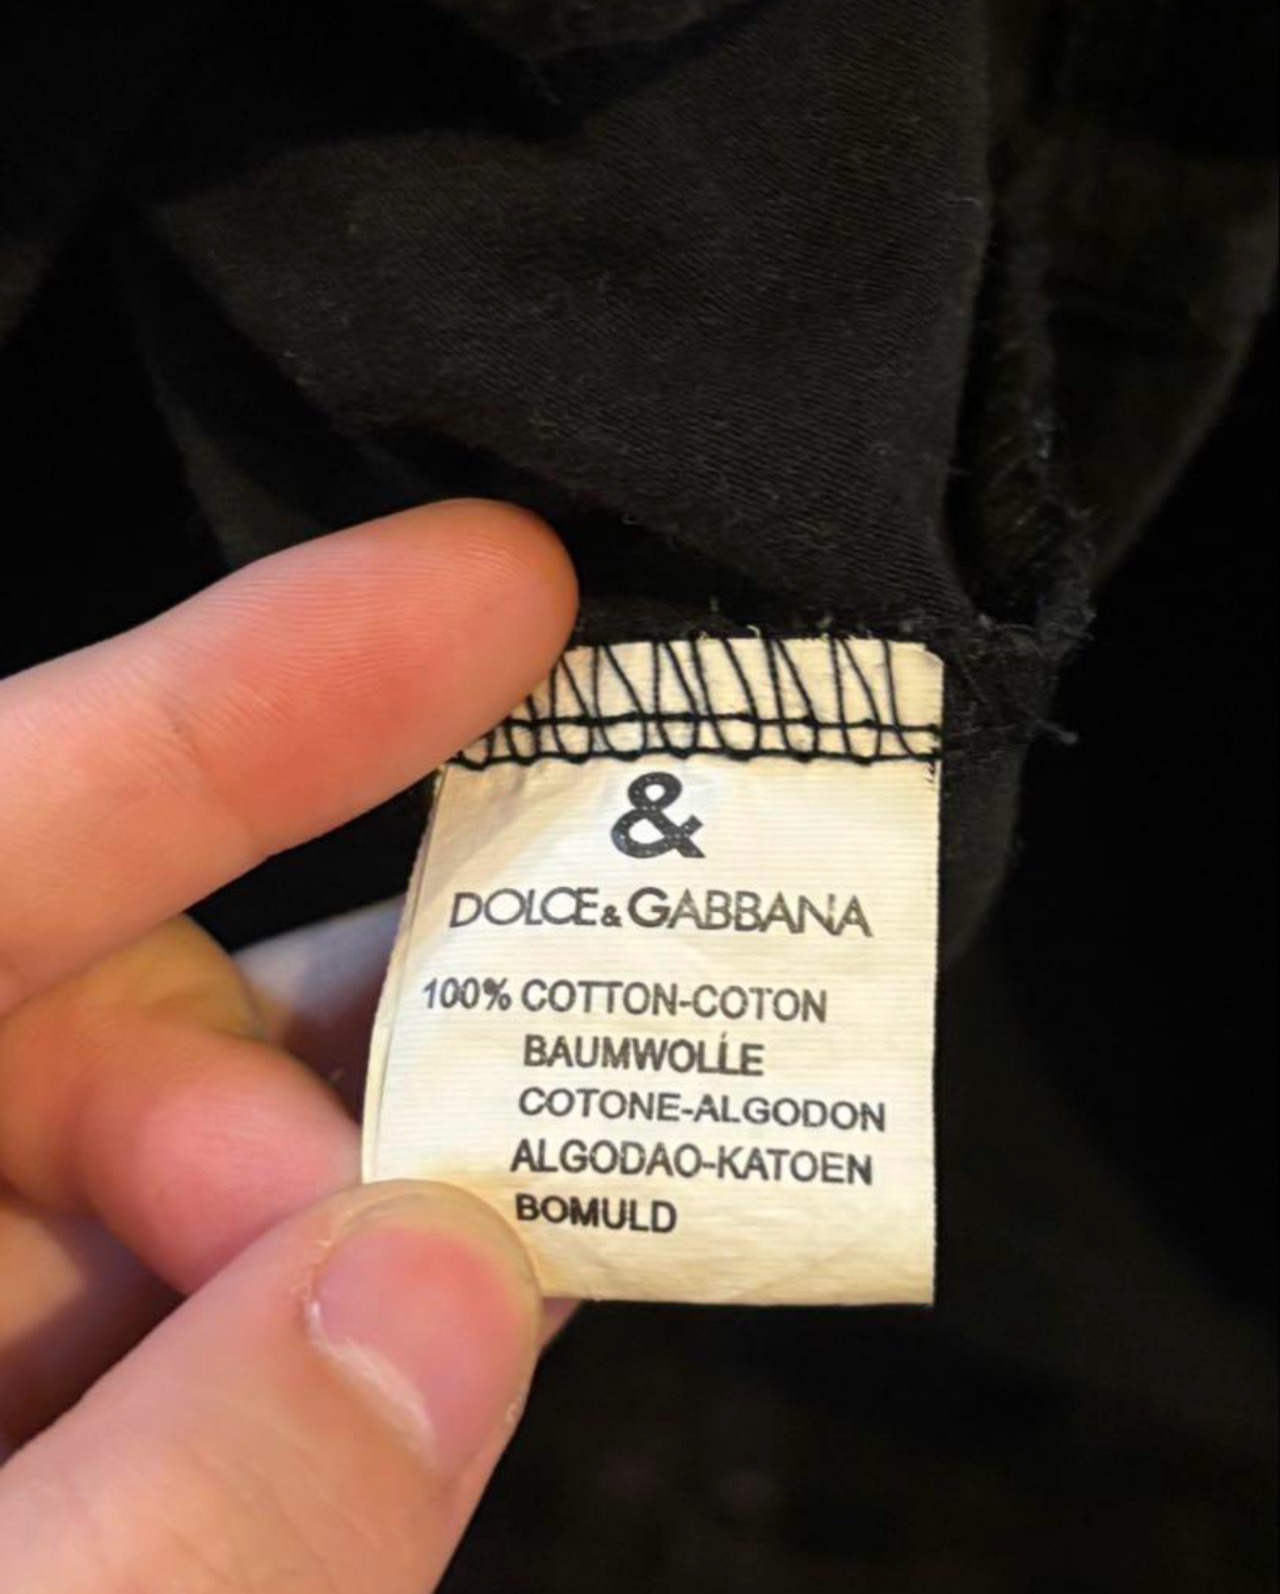 &
DOLCE&GABBANA
100% COTTON-COTON
BAUMWOLLE
COTONE-ALGODON
ALGODAO-KATOEN
BOMULD